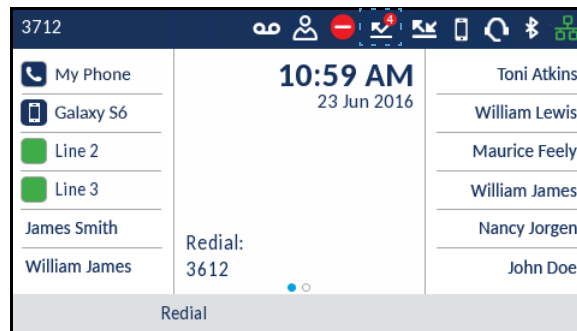 3712
4
My Phone
Galaxy S6
Line 2
Line 3
James Smith
William James
10:59 AM
23 Jun 2016
Redial:
3612
Toni Atkins
William Lewis
Maurice Feely
William James
Nancy Jorgen
John Doe
Redial